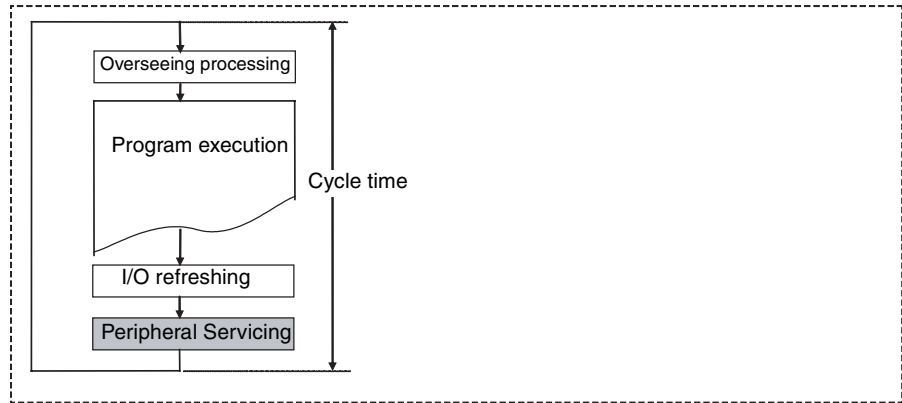 Overseeing processing
Program execution
Cycle time
I/O refreshing
Peripheral Servicing